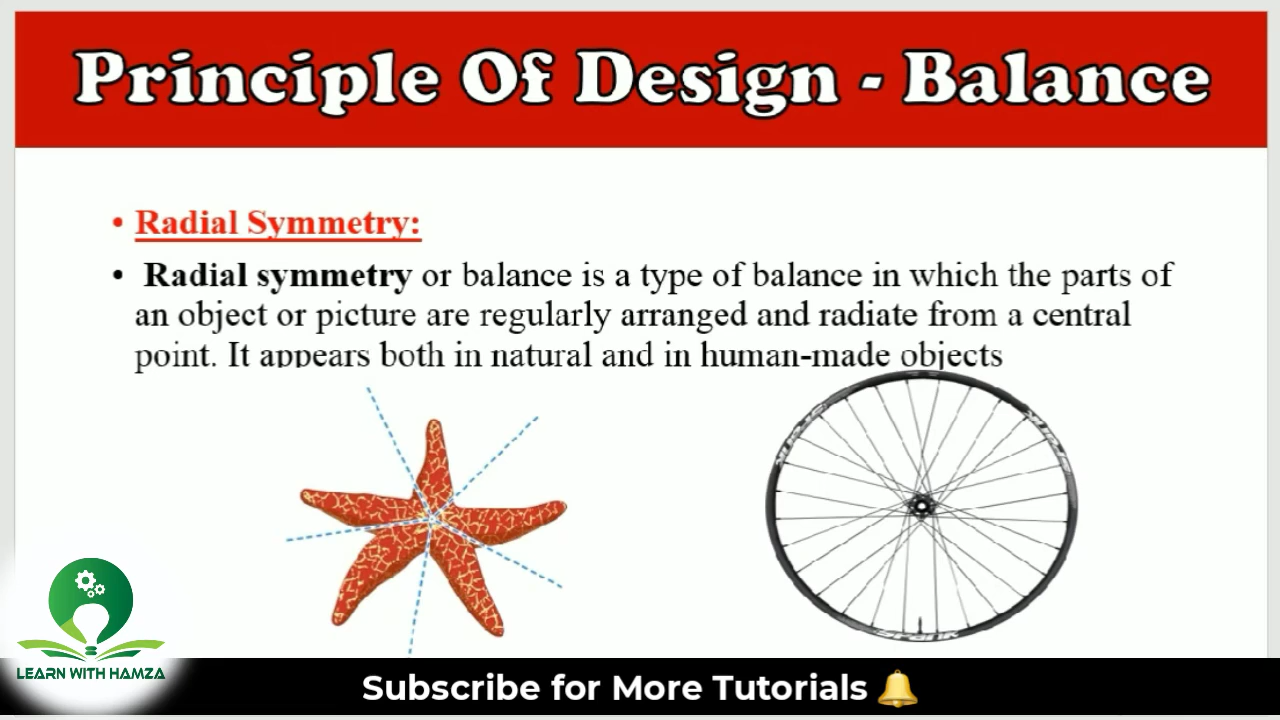 Principle Of Design - Balance
• Radial Symmetry:
• Radial symmetry or balance is a type of balance in which the parts of
an object or picture are regularly arranged and radiate from a central
point. It appears both in natural and in human-made objects
spank
LEARN WITH HAMZA
Subscribe for More Tutorials